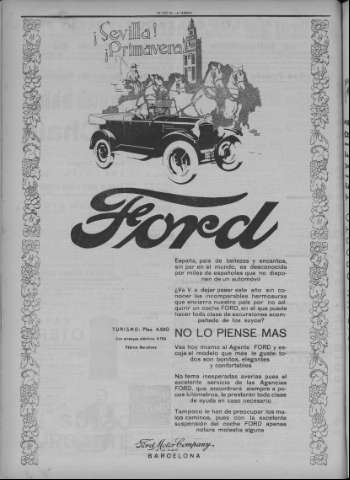 ¡Sevilla!
¡Primavera!
Ford
España, país de bellezas y encantos,
sin par en el mundo, es desconocida
por miles de españoles que no dispo-
nen de un automóvil
¿Va V. a dejar pasar este año sin co-
nocer las incomparables hermosuras
que encierra nuestro país por no ad-
quirir un coche FORD, en el que puede
hacer toda clase de excursiones acom-
pañado de los suyos?
TURISMO: Ptas. 4.000
Con arranque eléctrico
Fábrica Barcelona
NO LO PIENSE MAS
Vea hoy mismo al Agente FORD y es-
coja el modelo que más le guste: to-
dos son bonitos, elegantes
y confortables
No tema inesperadas averías pues el
excelente servicio de las Agencias
FORD, que encontrará siempre a po-
cos kilómetros, le prestarán toda clase
de ayuda en caso necesario
Tampoco le han de preocupar los ma-
los caminos, pues con la excelente
suspensión del coche FORD apenas
notará molestia alguna
Ford Motor Company
BARCELONA